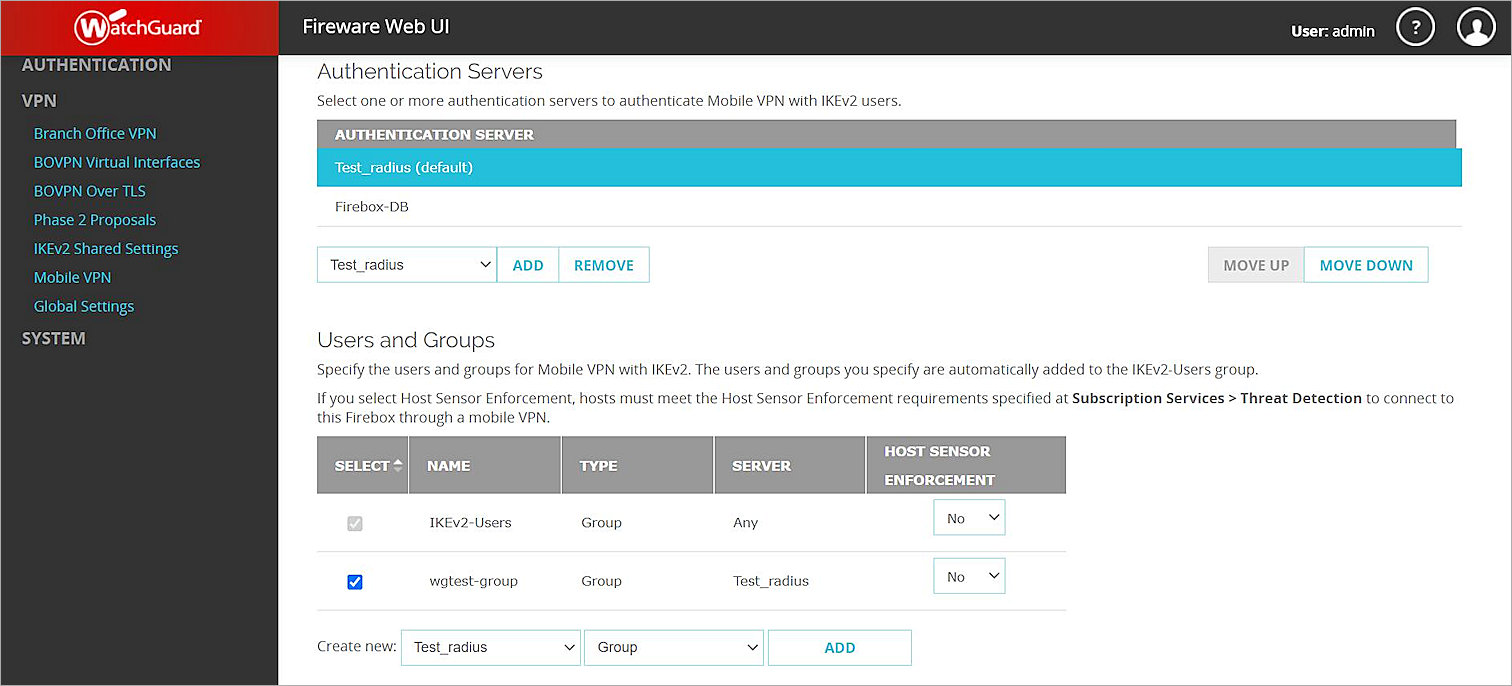 WatchGuard
Fireware Web UI
User: admin
?
AUTHENTICATION
VPN
Branch Office VPN
BOVPN Virtual Interfaces
BOVPN Over TLS
Phase 2 Proposals
IKEv2 Shared Settings
Mobile VPN
Global Settings
SYSTEM
Authentication Servers
Select one or more authentication servers to authenticate Mobile VPN with IKEv2 users.
AUTHENTICATION SERVER
Test_radius (default)
Firebox-DB
Test_radius ADD REMOVE MOVE UP MOVE DOWN
Users and Groups
Specify the users and groups for Mobile VPN with IKEv2. The users and groups you specify are automatically added to the IKEv2-Users group.
If you select Host Sensor Enforcement, hosts must meet the Host Sensor Enforcement requirements specified at Subscription Services > Threat Detection to connect to
this Firebox through a mobile VPN.
SELECT NAME TYPE SERVER HOST SENSOR
ENFORCEMENT
IKEv2-Users Group Any No
wgtest-group Group Test_radius No
Create new: Test_radius Group ADD